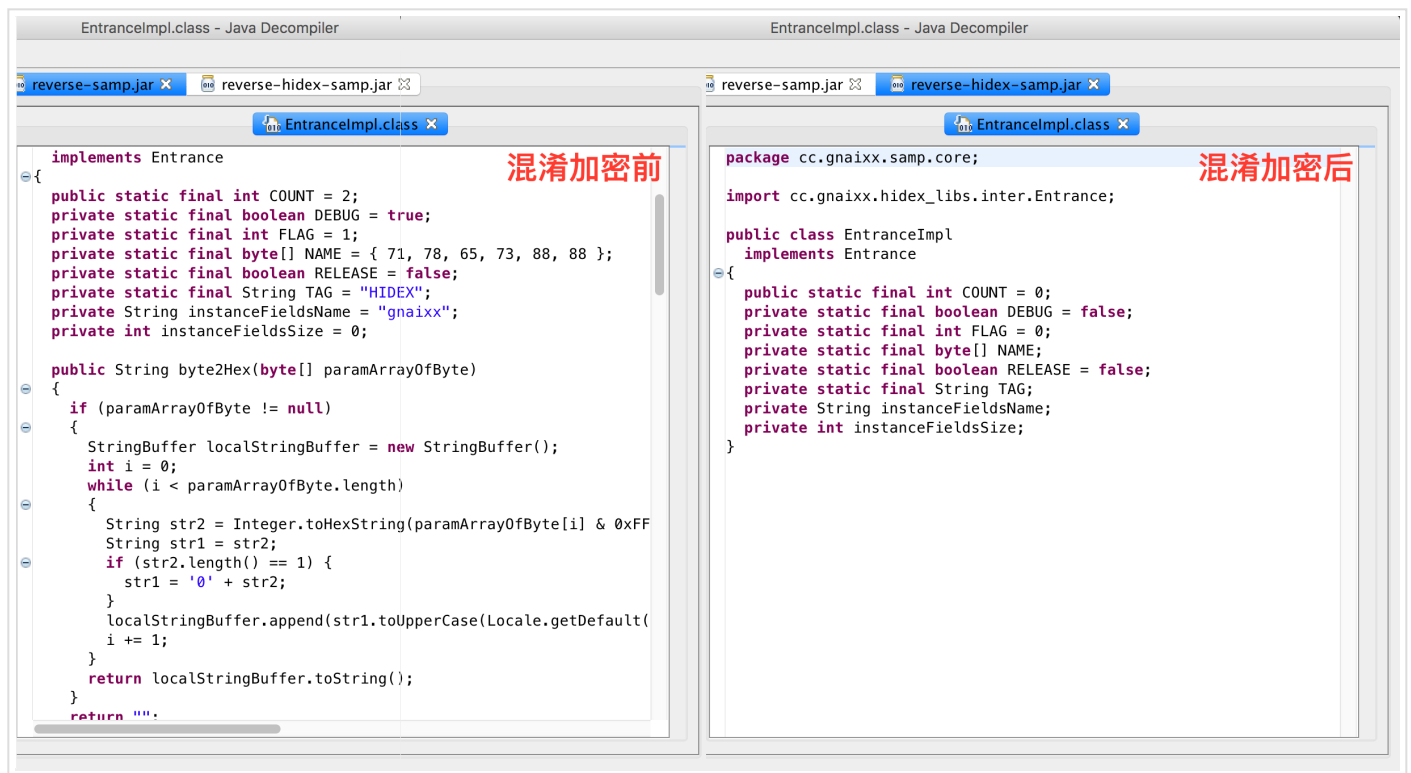 EntranceImpl.class - Java Decompiler
reverse-samp.jar
reverse-hidex-samp.jar
EntranceImpl.class
混淆加密前
implements Entrance
{
public static final int COUNT = 2;
private static final boolean DEBUG = true;
private static final int FLAG = 1;
private static final byte[] NAME = { 71, 78, 65, 73, 88, 88 };
private static final boolean RELEASE = false;
private static final String TAG = "HIDEX";
private String instanceFieldsName = "gnaixx";
private int instanceFieldsSize = 0;
public String byte2Hex(byte[] paramArrayOfByte)
{
if (paramArrayOfByte != null)
{
StringBuffer localStringBuffer = new StringBuffer();
int i = 0;
while (i < paramArrayOfByte.length)
{
String str2 = Integer.toHexString(paramArrayOfByte[i] & 0xFF
String str1 = str2;
if (str2.length() == 1) {
str1 = '0' + str2;
}
localStringBuffer.append(str1.toUpperCase(Locale.getDefault(
i += 1;
}
return localStringBuffer.toString();
}
return "";
EntranceImpl.class - Java Decompiler
reverse-samp.jar
reverse-hidex-samp.jar
EntranceImpl.class
混淆加密后
package cc.gnaixx.samp.core;
import cc.gnaixx.hidex_libs.inter.Entrance;
public class EntranceImpl
implements Entrance
{
public static final int COUNT = 0;
private static final boolean DEBUG = false;
private static final int FLAG = 0;
private static final byte[] NAME;
private static final boolean RELEASE = false;
private static final String TAG;
private String instanceFieldsName;
private int instanceFieldsSize;
}